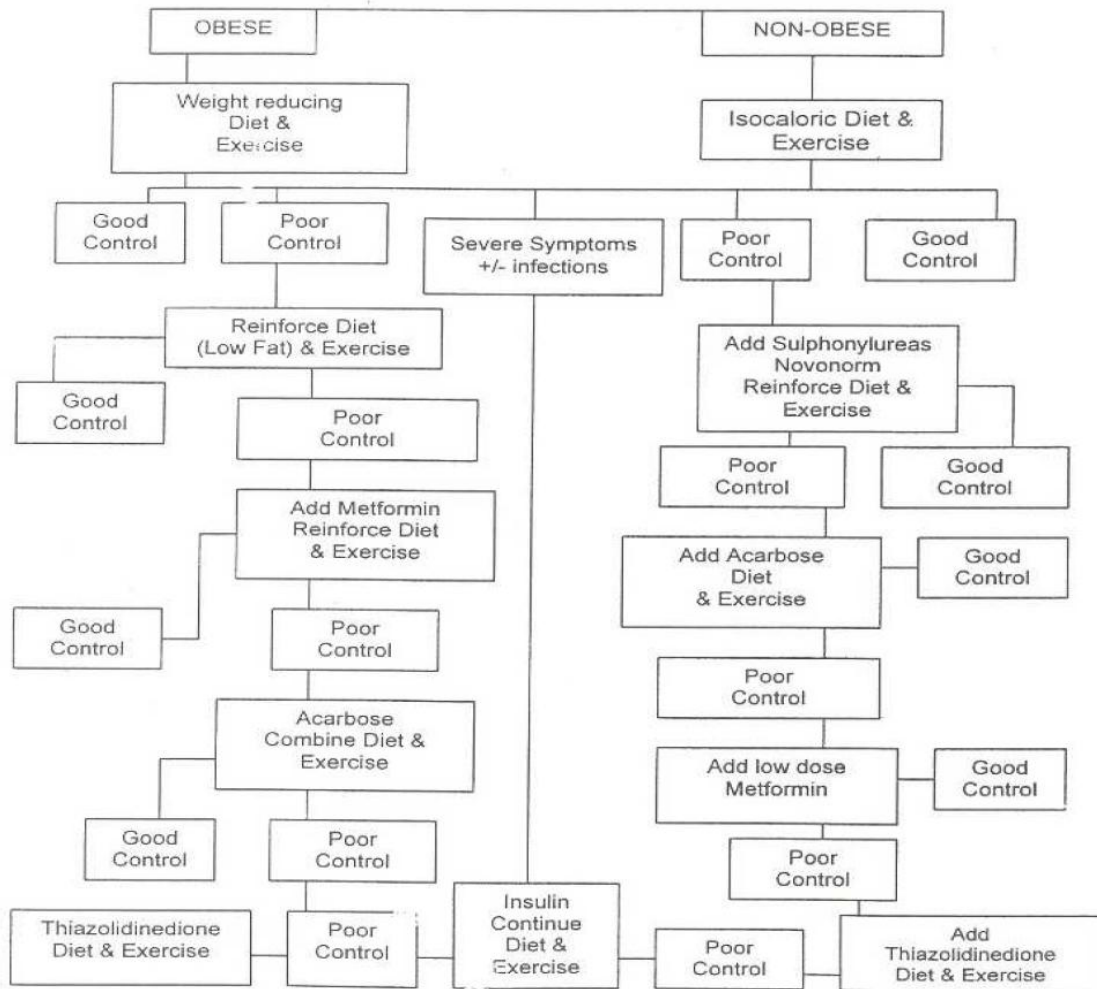 OBESE
NON-OBESE
Weight reducing
Diet &
Exercise
Isocaloric Diet &
Exercise
Good
Control
Poor
Control
Severe Symptoms
+/- infections
Poor
Control
Good
Control
Reinforce Diet
(Low Fat) & Exercise
Add Sulphonylureas
Novonorm
Reinforce Diet &
Exercise
Good
Control
Poor
Control
Poor
Control
Good
Control
Add Metformin
Reinforce Diet
& Exercise
Add Acarbose
Diet
& Exercise
Good
Control
Good
Control
Poor
Control
Poor
Control
Acarbose
Combine Diet &
Exercise
Add low dose
Metformin
Good
Control
Good
Control
Poor
Control
Poor
Control
Thiazolidinedione
Diet & Exercise
Poor
Control
Insulin
Continue
Diet &
Exercise
Poor
Control
Add
Thiazolidinedione
Diet & Exercise